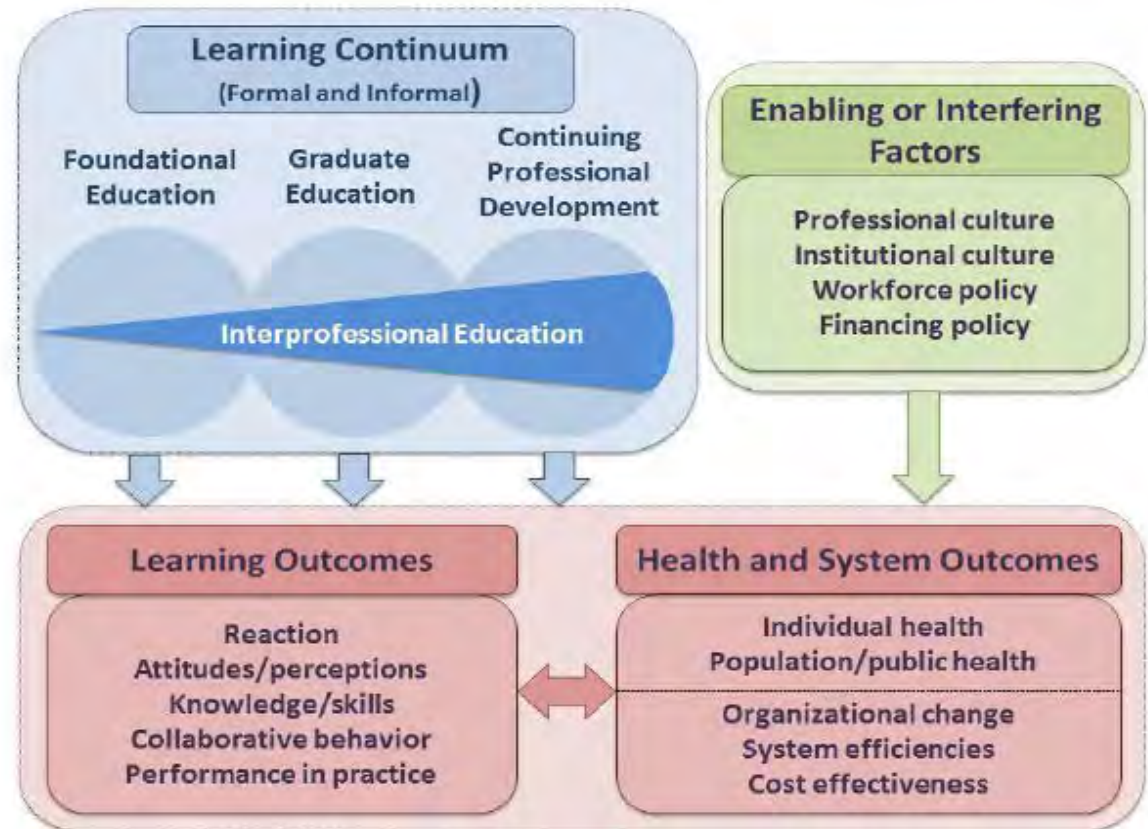 Learning Continuum
(Formal and Informal)
Foundational
Education
Graduate
Education
Continuing
Professional
Development
Interprofessional Education
Enabling or Interfering
Factors
Professional culture
Institutional culture
Workforce policy
Financing policy
Learning Outcomes
Reaction
Attitudes/perceptions
Knowledge/skills
Collaborative behavior
Performance in practice
Health and System Outcomes
Individual health
Population/public health
Organizational change
System efficiencies
Cost effectiveness